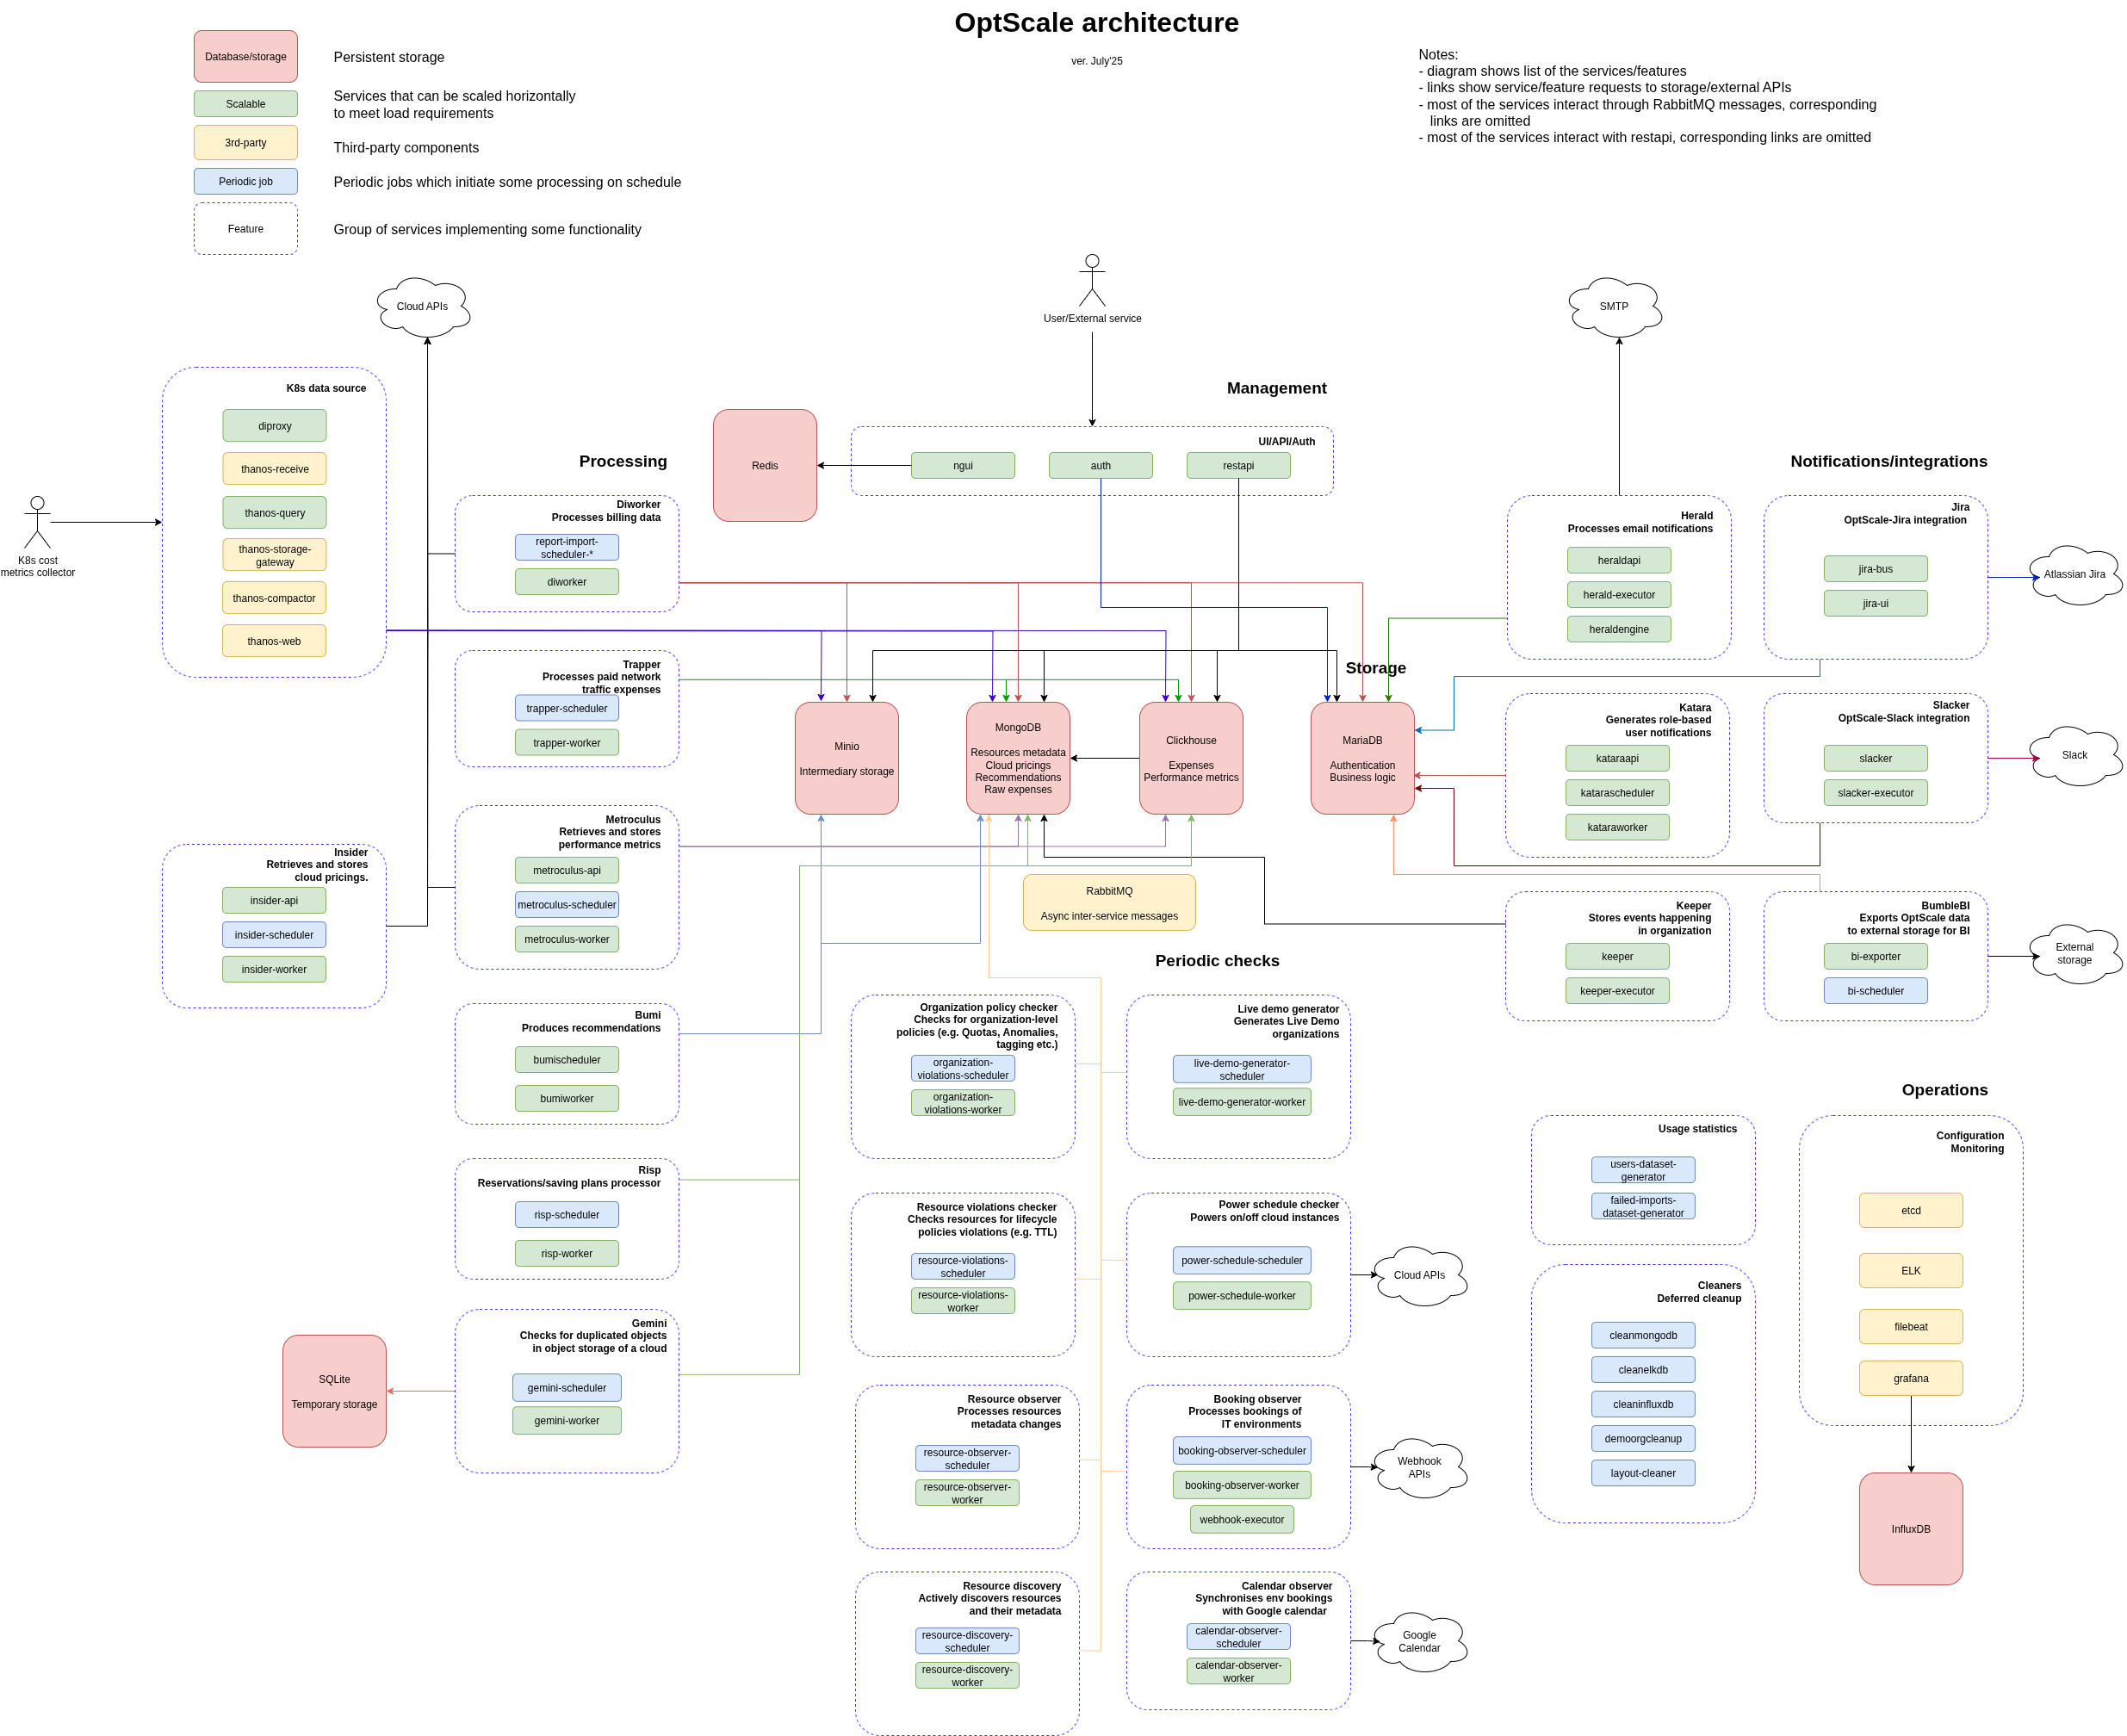 OptScale architecture
ver. July'25
Database/storage
Persistent storage
Scalable
Services that can be scaled horizontally
to meet load requirements
3rd-party
Third-party components
Periodic job
Periodic jobs which initiate some processing on schedule
Feature
Group of services implementing some functionality
Notes:
- diagram shows list of the services/features
- links show service/feature requests to storage/external APIs
- most of the services interact through RabbitMQ messages, corresponding
links are omitted
- most of the services interact with restapi, corresponding links are omitted
Cloud APIs
User/External service
SMTP
K8s cost
metrics collector
K8s data source
diproxy
thanos-receive
thanos-query
thanos-storage-
gateway
thanos-compactor
thanos-web
Insider
Retrieves and stores
cloud pricings.
insider-api
insider-scheduler
insider-worker
Processing
Diworker
Processes billing data
report-import-
scheduler-*
diworker
Trapper
Processes paid network
traffic expenses
trapper-scheduler
trapper-worker
Metroculus
Retrieves and stores
performance metrics
metroculus-api
metroculus-scheduler
metroculus-worker
Bumi
Produces recommendations
bumischeduler
bumiworker
Risp
Reservations/saving plans processor
risp-scheduler
risp-worker
Gemini
Checks for duplicated objects
in object storage of a cloud
gemini-scheduler
gemini-worker
SQLite
Temporary storage
Management
Redis
UI/API/Auth
ngui
auth
restapi
Storage
Minio
Intermediary storage
MongoDB
Resources metadata
Cloud pricings
Recommendations
Raw expenses
Clickhouse
Expenses
Performance metrics
MariaDB
Authentication
Business logic
RabbitMQ
Async inter-service messages
Periodic checks
Organization policy checker
Checks for organization-level
policies (e.g. Quotas, Anomalies,
tagging etc.)
organization-
violations-scheduler
organization-
violations-worker
Live demo generator
Generates Live Demo
organizations
live-demo-generator-
scheduler
live-demo-generator-worker
Resource violations checker
Checks resources for lifecycle
policies violations (e.g. TTL)
resource-violations-
scheduler
resource-violations-
worker
Power schedule checker
Powers on/off cloud instances
power-schedule-scheduler
power-schedule-worker
Cloud APIs
Resource observer
Processes resources
metadata changes
resource-observer-
scheduler
resource-observer-
worker
Booking observer
Processes bookings of
IT environments
booking-observer-scheduler
booking-observer-worker
webhook-executor
Webhook
APIs
Resource discovery
Actively discovers resources
and their metadata
resource-discovery-
scheduler
resource-discovery-
worker
Calendar observer
Synchronises env bookings
with Google calendar
calendar-observer-
scheduler
calendar-observer-
worker
Google
Calendar
Notifications/integrations
Herald
Processes email notifications
heraldapi
herald-executor
heraldengine
Jira
OptScale-Jira integration
jira-bus
jira-ui
Atlassian Jira
Katara
Generates role-based
user notifications
kataraapi
katarascheduler
kataraworker
Slacker
OptScale-Slack integration
slacker
slacker-executor
Slack
Keeper
Stores events happening
in organization
keeper
keeper-executor
BumbleBI
Exports OptScale data
to external storage for BI
bi-exporter
bi-scheduler
External
storage
Operations
Usage statistics
users-dataset-
generator
failed-imports-
dataset-generator
Cleaners
Deferred cleanup
cleanmongodb
cleanelkdb
cleaninfluxdb
demoorgcleanup
layout-cleaner
Configuration
Monitoring
etcd
ELK
filebeat
grafana
InfluxDB